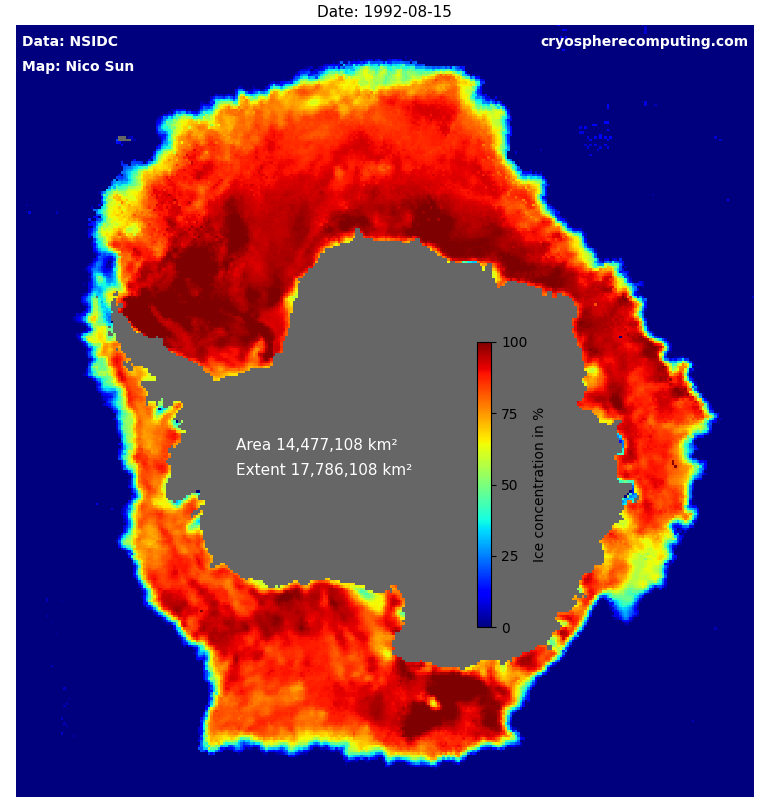 Date: 1992-08-15
Data: NSIDC
cryospherecomputing.com
Map: Nico Sun
100
75
50
25
0
Ice concentration in %
Area 14,477,108 km²
Extent 17,786,108 km²